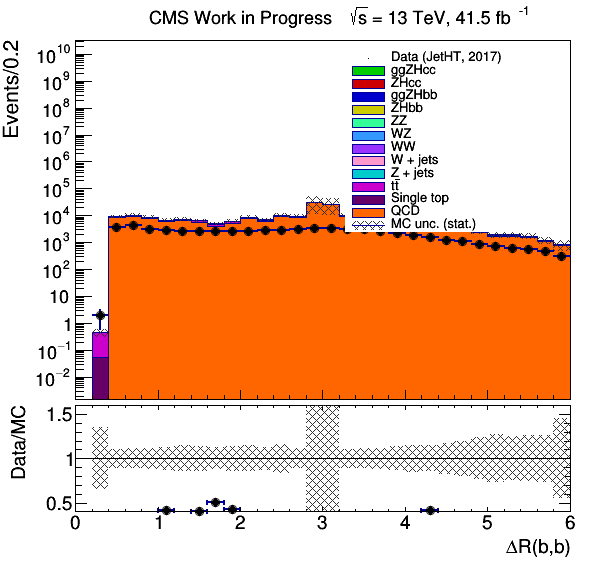 CMS Work in Progress √s = 13 TeV, 41.5 fb⁻¹
Events/0.2
10¹⁰
10⁹
10⁸
10⁷
10⁶
10⁵
10⁴
10³
10²
10
1
10⁻¹
10⁻²
Data (JetHT, 2017)
ggZHcc
ZHcc
ggZHbb
ZHbb
ZZ
WZ
WW
W + jets
Z + jets
tt̄
Single top
QCD
MC unc. (stat.)
Data/MC
1.5
1
0.5
0 1 2 3 4 5 6
ΔR(b,b)